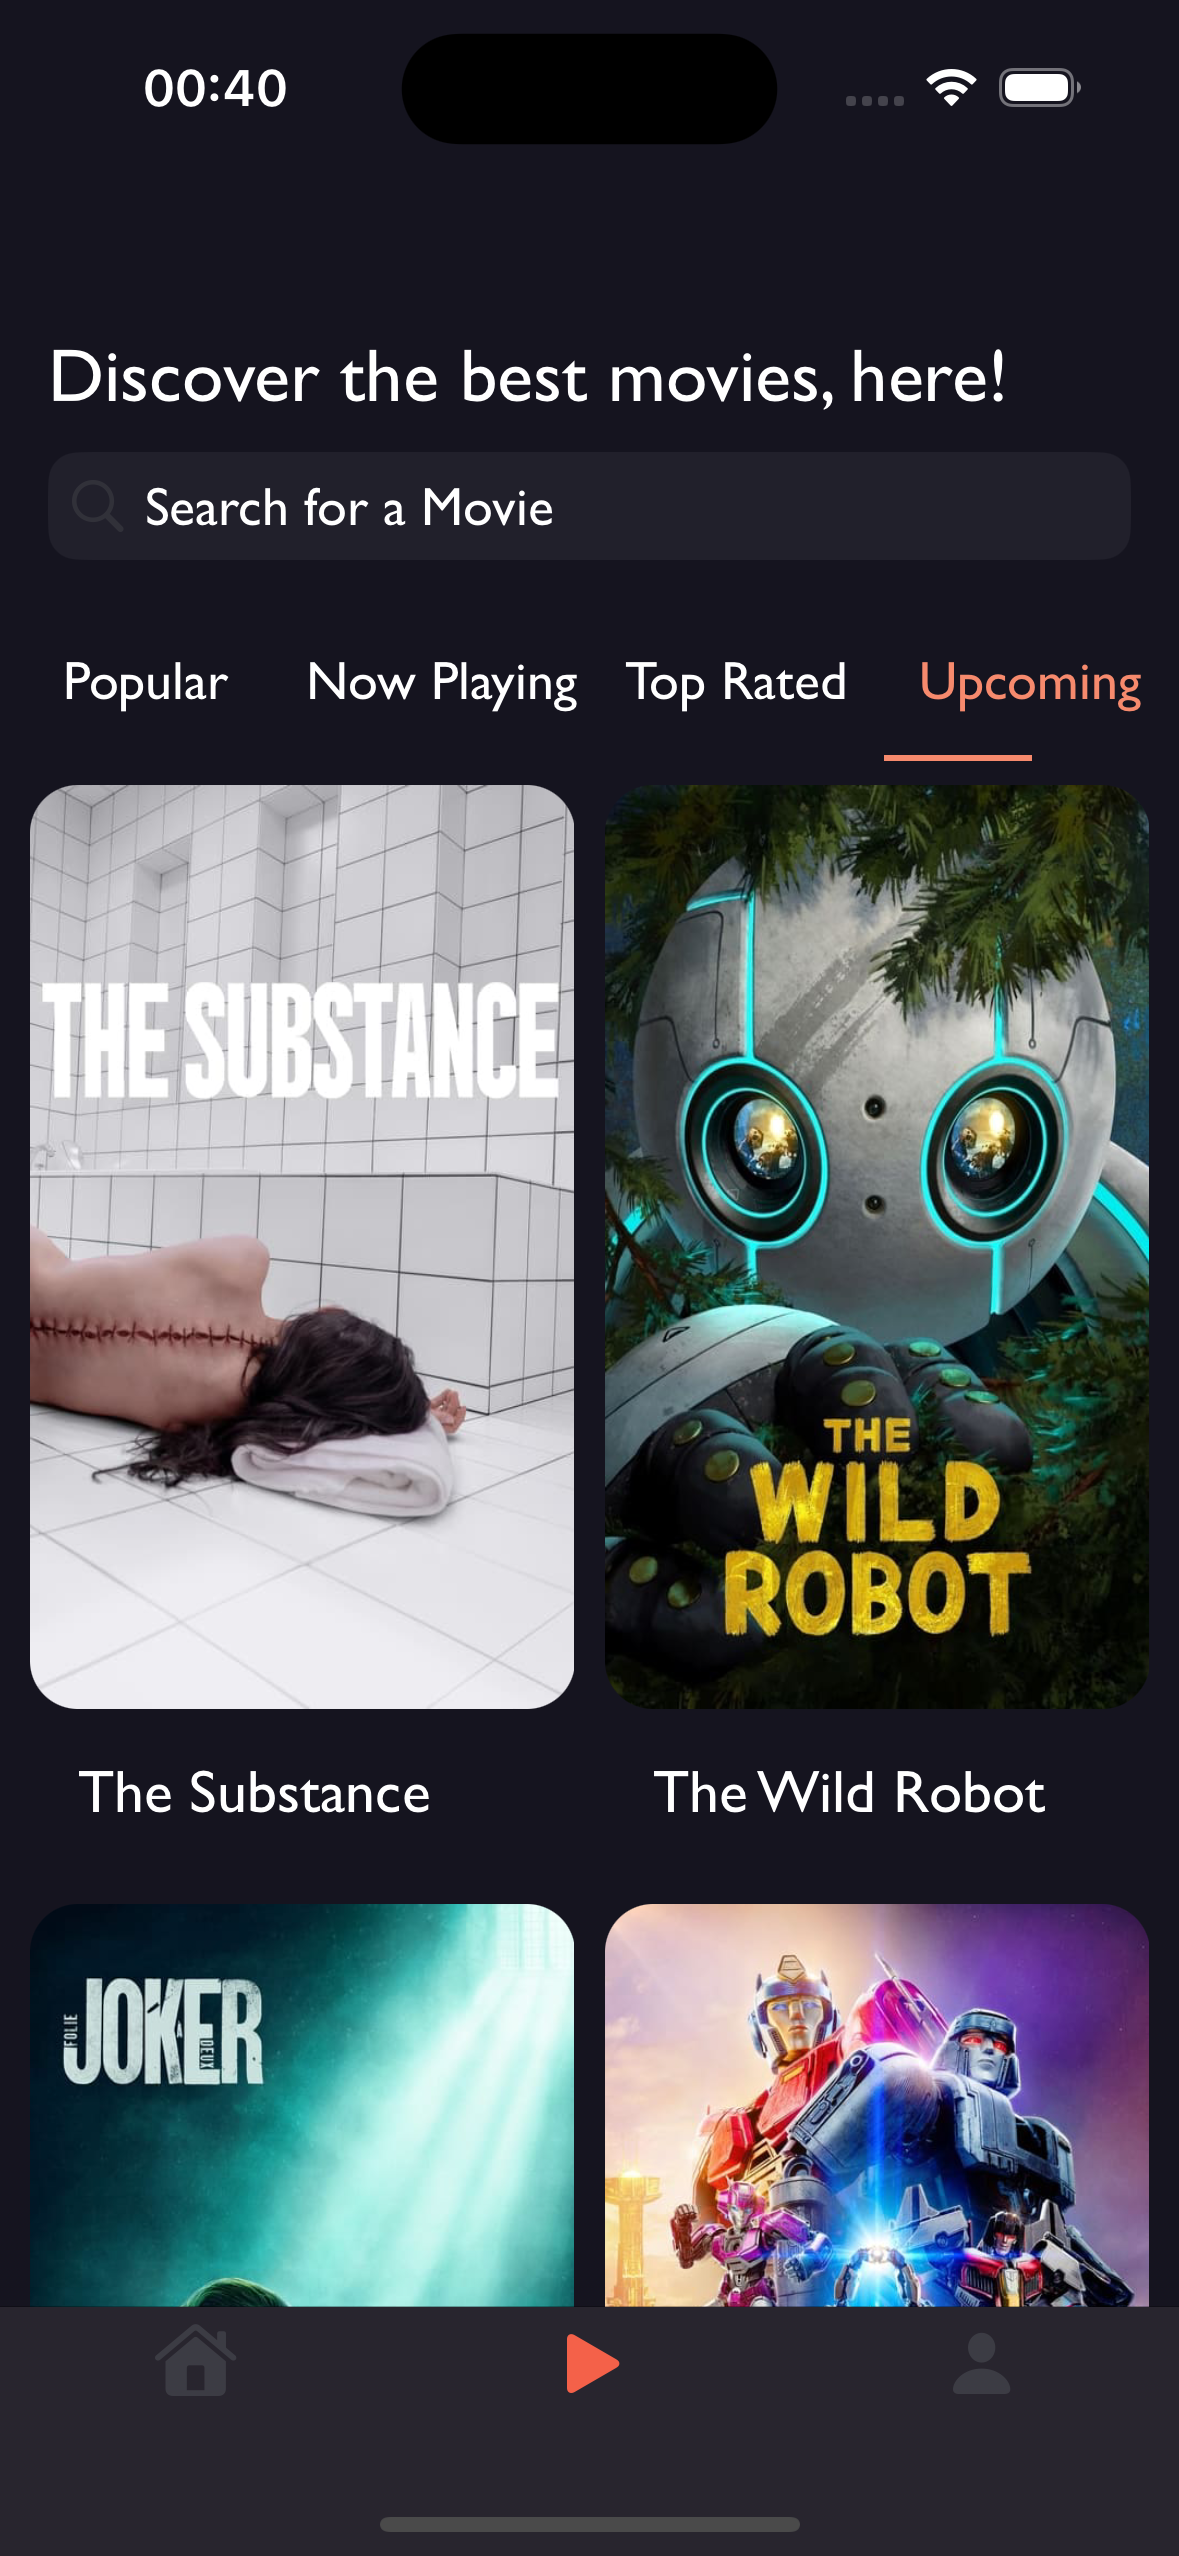 00:40
Discover the best movies, here!
Search for a Movie
Popular
Now Playing
Top Rated
Upcoming
THE SUBSTANCE
THE
WILD
ROBOT
The Substance
The Wild Robot
FOLIE
JOKER
À
DEUX